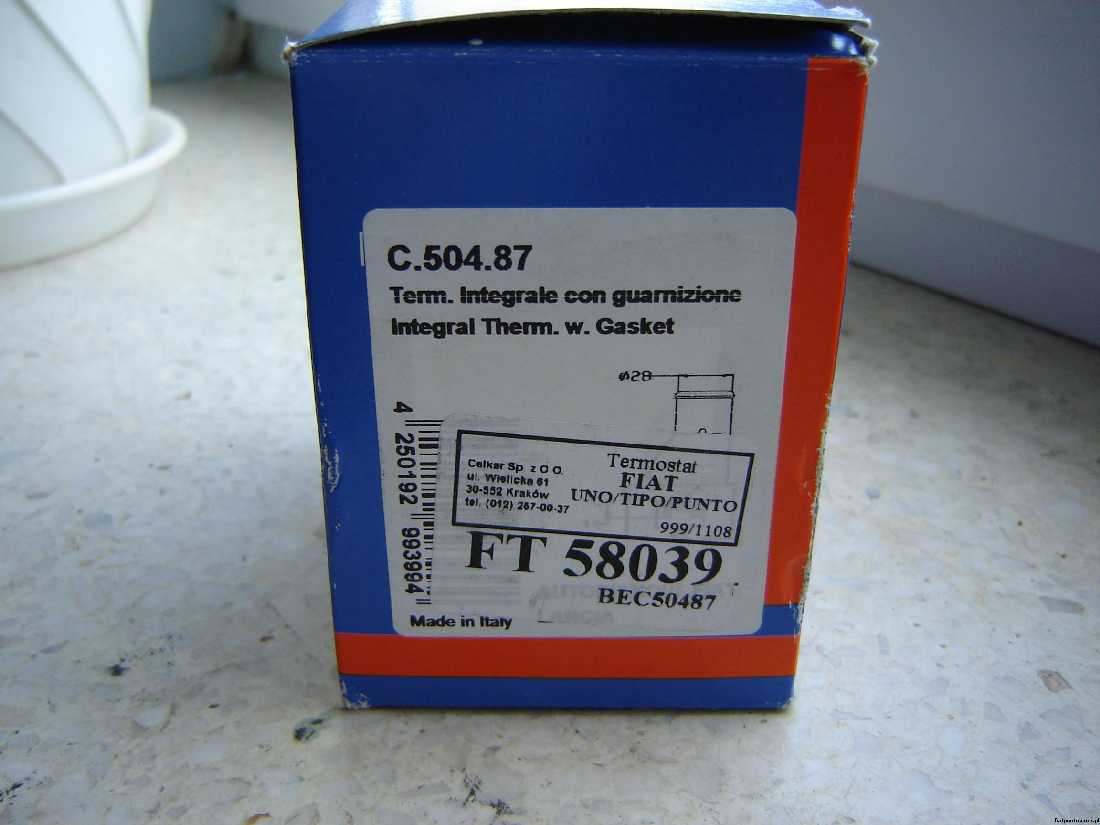 C.504.87
Term. Integrale con guarnizione
Integral Therm. w. Gasket
ø28
4 250192 993994
Celkar Sp. z O.O.
ul. Wielicka 61
30-552 Kraków
tel. (012) 267-00-37
Termostat
FIAT
UNO/TIPO/PUNTO
999/1108
FT 58039
BEC50487
Made in Italy